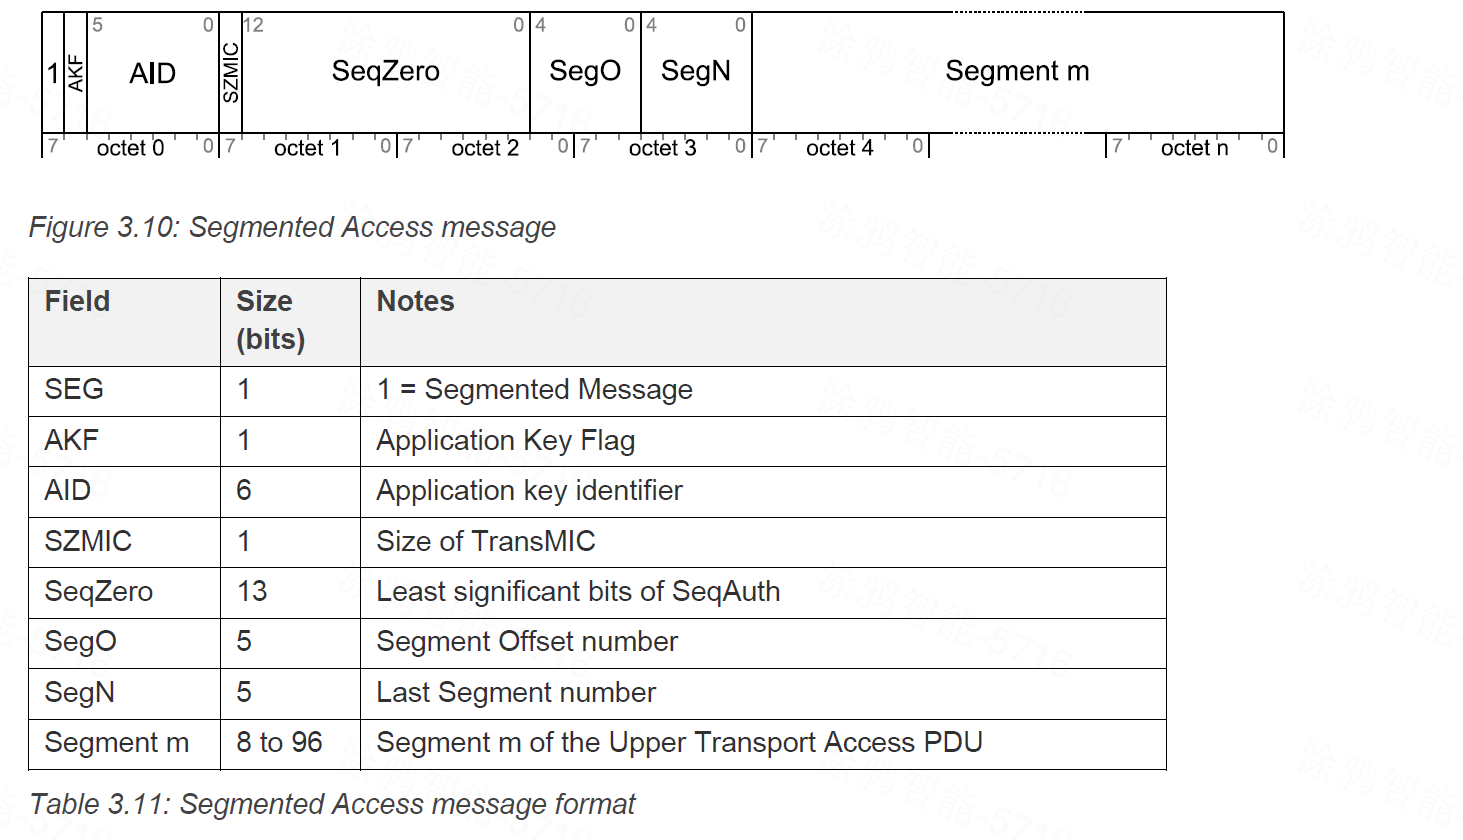 5 0 12 0 4 0 4 0
1 AKF AID SZMIC SeqZero SegO SegN Segment m
7 octet 0 0 7 octet 1 0 7 octet 2 0 7 octet 3 0 7 octet 4 0 7 octet n 0
Figure 3.10: Segmented Access message
Field Size (bits) Notes
SEG 1 1 = Segmented Message
AKF 1 Application Key Flag
AID 6 Application key identifier
SZMIC 1 Size of TransMIC
SeqZero 13 Least significant bits of SeqAuth
SegO 5 Segment Offset number
SegN 5 Last Segment number
Segment m 8 to 96 Segment m of the Upper Transport Access PDU
Table 3.11: Segmented Access message format
涂鸦智能-5716